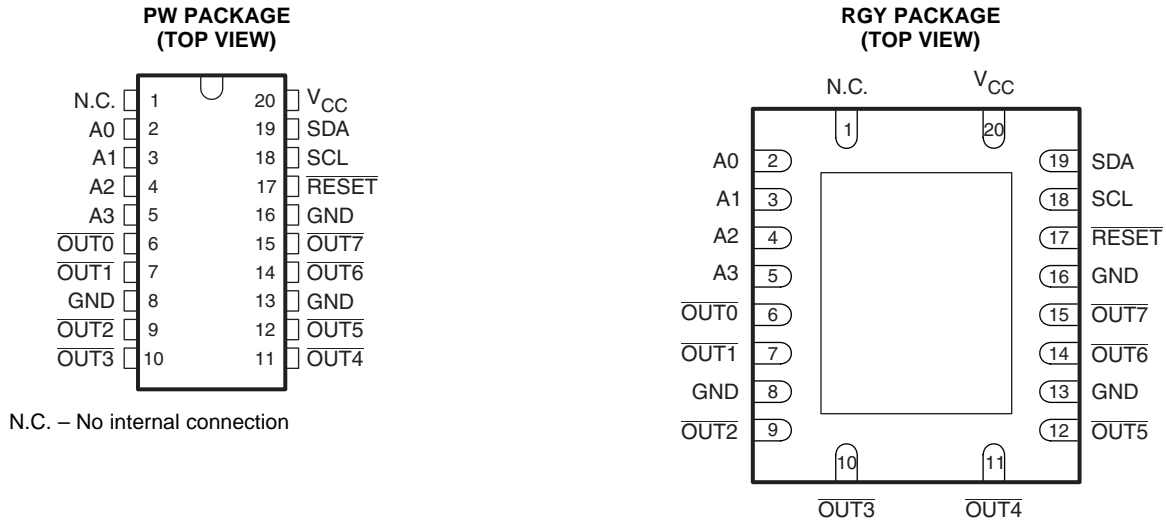 PW PACKAGE
(TOP VIEW)
N.C. 1 20 VCC
A0 2 19 SDA
A1 3 18 SCL
A2 4 17 RESET
A3 5 16 GND
OUT0 6 15 OUT7
OUT1 7 14 OUT6
GND 8 13 GND
OUT2 9 12 OUT5
OUT3 10 11 OUT4
N.C. – No internal connection
RGY PACKAGE
(TOP VIEW)
N.C. VCC
1 20
A0 2 19 SDA
A1 3 18 SCL
A2 4 17 RESET
A3 5 16 GND
OUT0 6 15 OUT7
OUT1 7 14 OUT6
GND 8 13 GND
OUT2 9 12 OUT5
10 11
OUT3 OUT4